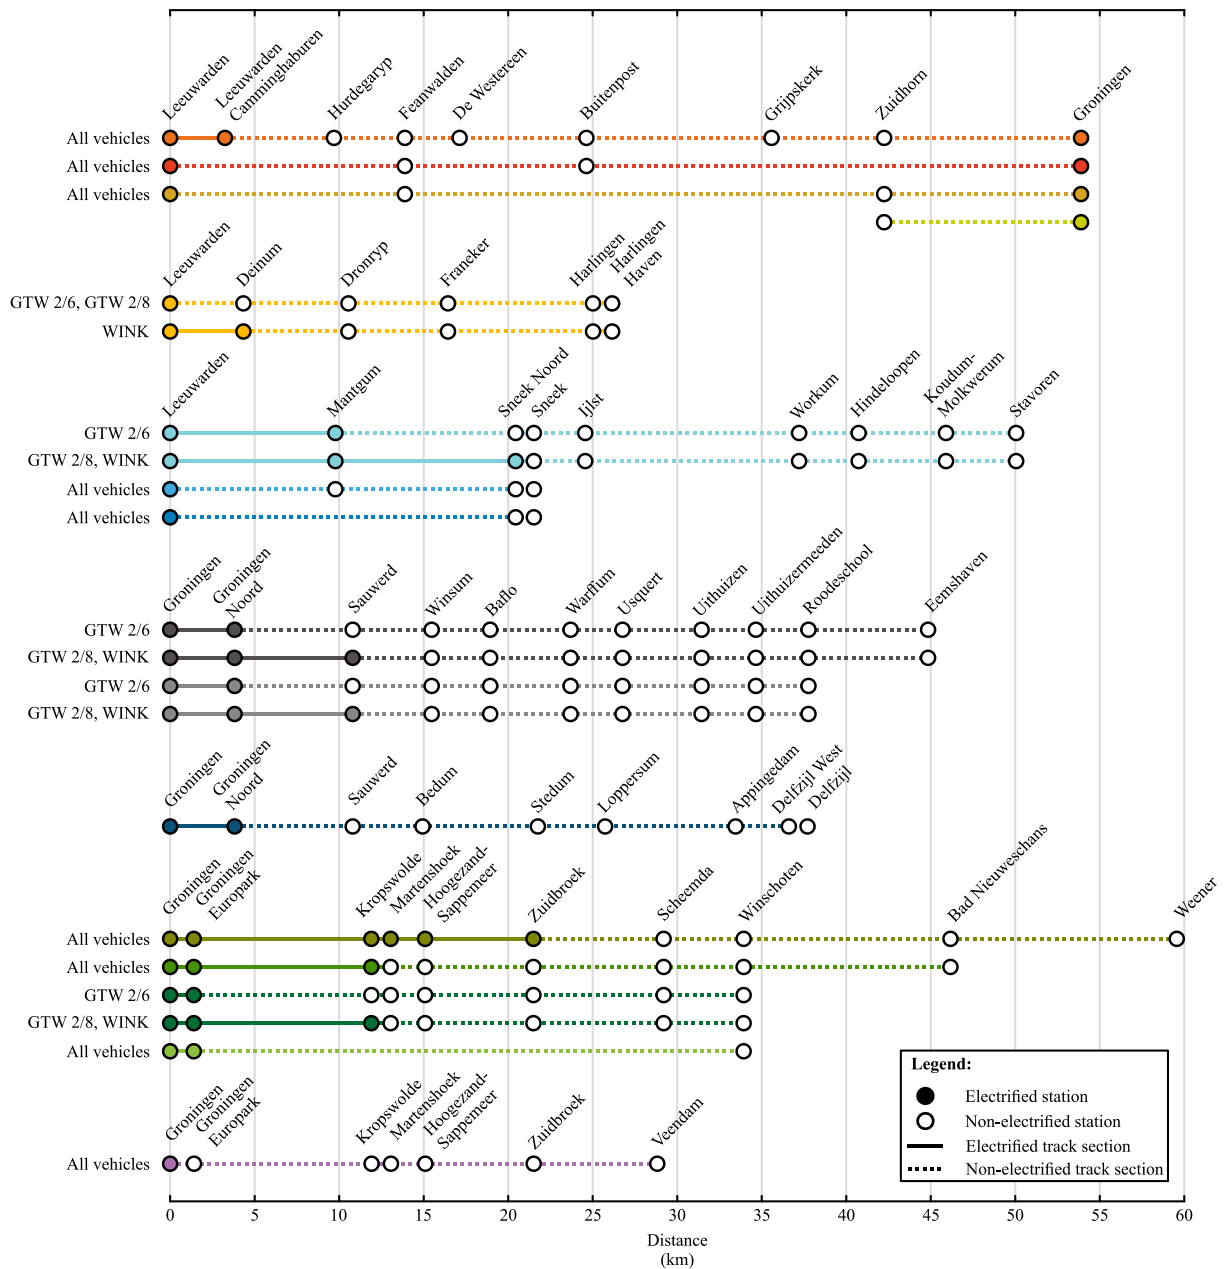 Leeuwarden
Leeuwarden
Camminghaburen
Hurdegaryp
Feanwalden
De Westereen
Buitenpost
Grijpskerk
Zuidhorn
Groningen
All vehicles
All vehicles
All vehicles
Leeuwarden
Deinum
Dronryp
Franeker
Harlingen
Harlingen
Haven
GTW 2/6, GTW 2/8
WINK
Leeuwarden
Mantgum
Sneek Noord
Sneek
Ijlst
Workum
Hindeloopen
Koudum-
Molkwerum
Stavoren
GTW 2/6
GTW 2/8, WINK
All vehicles
All vehicles
Groningen
Groningen
Noord
Sauwerd
Winsum
Baflo
Warffum
Usquert
Uithuizen
Uithuizermeeden
Roodeschool
Eemshaven
GTW 2/6
GTW 2/8, WINK
GTW 2/6
GTW 2/8, WINK
Groningen
Groningen
Noord
Sauwerd
Bedum
Stedum
Loppersum
Appingedam
Delfzijl West
Delfzijl
Groningen
Groningen
Europark
Kropswolde
Martenshoek
Hoogezand-
Sappemeer
Zuidbroek
Scheemda
Winschoten
Bad Nieuweschans
Weener
All vehicles
All vehicles
GTW 2/6
GTW 2/8, WINK
All vehicles
Groningen
Groningen
Europark
Kropswolde
Martenshoek
Hoogezand-
Sappemeer
Zuidbroek
Veendam
All vehicles
Legend:
Electrified station
Non-electrified station
Electrified track section
Non-electrified track section
0 5 10 15 20 25 30 35 40 45 50 55 60
Distance
(km)